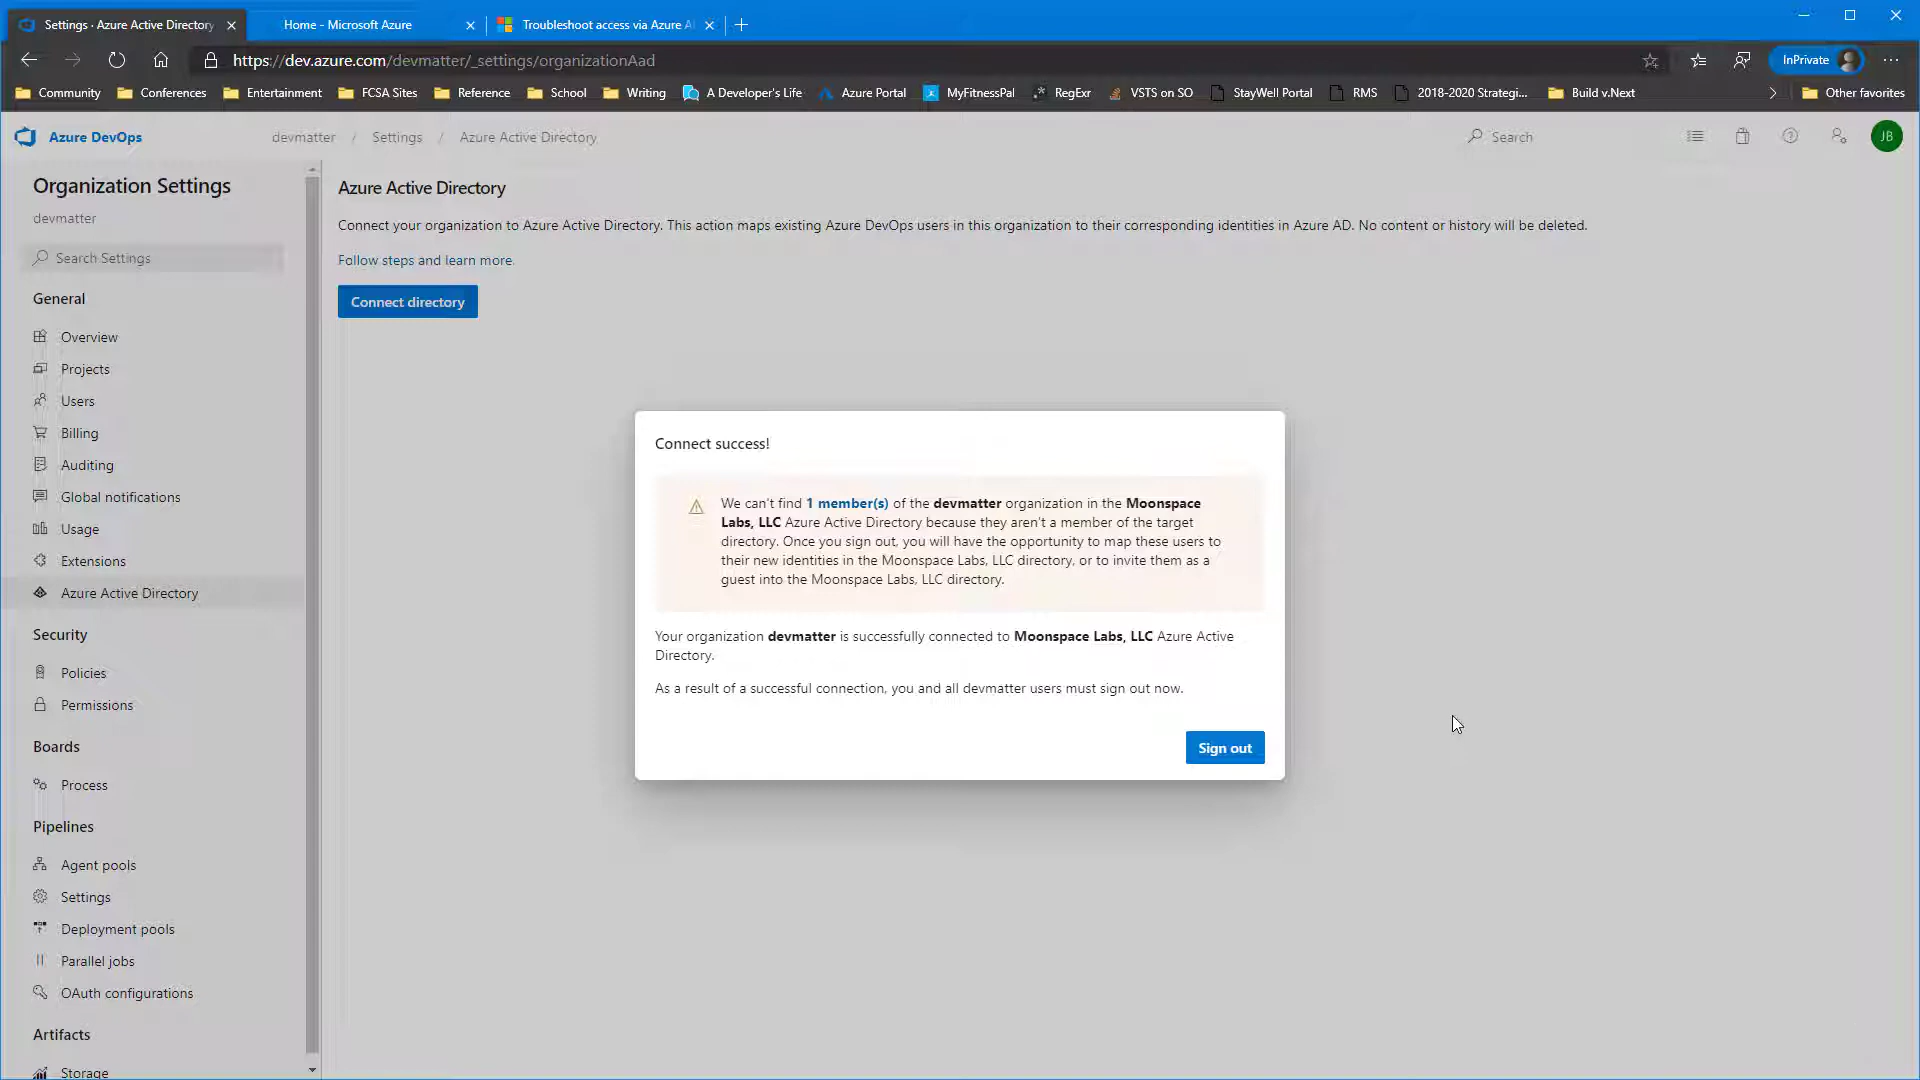 Settings · Azure Active Directory
Home - Microsoft Azure
Troubleshoot access via Azure A
https://dev.azure.com/devmatter/_settings/organizationAad
InPrivate
Community
Conferences
Entertainment
FCSA Sites
Reference
School
Writing
A Developer's Life
Azure Portal
MyFitnessPal
RegExr
VSTS on SO
StayWell Portal
RMS
2018-2020 Strategi...
Build v.Next
Other favorites
Azure DevOps
devmatter / Settings / Azure Active Directory
Search
JB
Organization Settings
devmatter
Search Settings
General
Overview
Projects
Users
Billing
Auditing
Global notifications
Usage
Extensions
Azure Active Directory
Security
Policies
Permissions
Boards
Process
Pipelines
Agent pools
Settings
Deployment pools
Parallel jobs
OAuth configurations
Artifacts
Storage
Azure Active Directory
Connect your organization to Azure Active Directory. This action maps existing Azure DevOps users in this organization to their corresponding identities in Azure AD. No content or history will be deleted.
Follow steps and learn more.
Connect directory
Connect success!
We can't find 1 member(s) of the devmatter organization in the Moonspace
Labs, LLC Azure Active Directory because they aren't a member of the target
directory. Once you sign out, you will have the opportunity to map these users to
their new identities in the Moonspace Labs, LLC directory, or to invite them as a
guest into the Moonspace Labs, LLC directory.
Your organization devmatter is successfully connected to Moonspace Labs, LLC Azure Active
Directory.
As a result of a successful connection, you and all devmatter users must sign out now.
Sign out